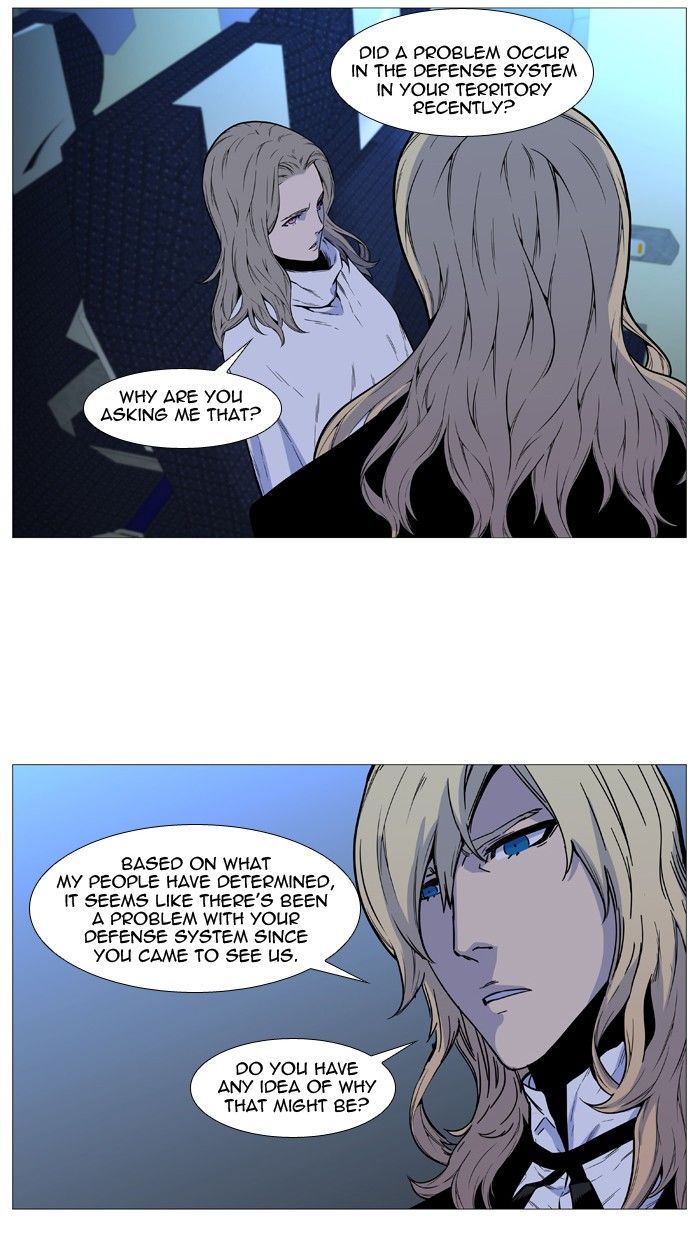 DID A PROBLEM OCCUR
IN THE DEFENSE SYSTEM
IN YOUR TERRITORY
RECENTLY?
WHY ARE YOU
ASKING ME THAT?
BASED ON WHAT
MY PEOPLE HAVE DETERMINED,
IT SEEMS LIKE THERE'S BEEN
A PROBLEM WITH YOUR
DEFENSE SYSTEM SINCE
YOU CAME TO SEE US.
DO YOU HAVE
ANY IDEA OF WHY
THAT MIGHT BE?